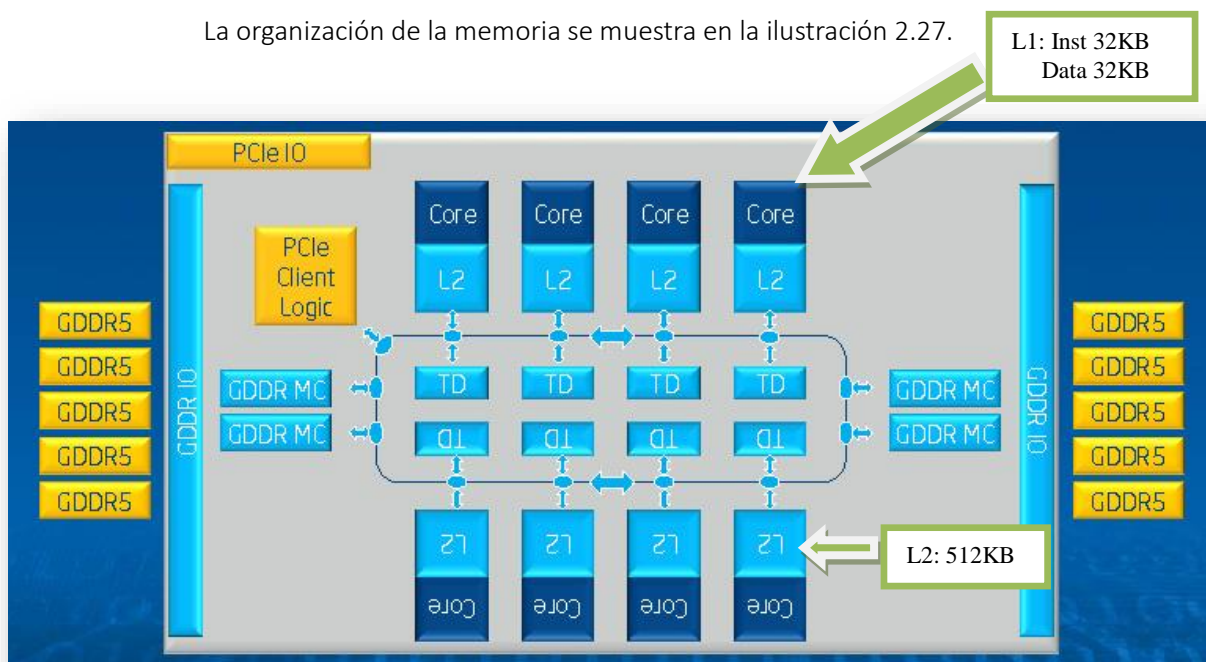 La organización de la memoria se muestra en la ilustración 2.27.
L1: Inst 32KB
Data 32KB
PCIe IO
Core Core Core Core
PCIe
Client
Logic
L2 L2 L2 L2
GDDR5 GDDR5
GDDR5 GDDR5
GDDR5 GDDR5
GDDR5 GDDR5
GDDR5 GDDR5
GDDR IO
GDDR IO
GDDR MC TD TD TD TD GDDR MC
GDDR MC TD TD TD TD GDDR MC
L2 L2 L2 L2
L2: 512KB
Core Core Core Core